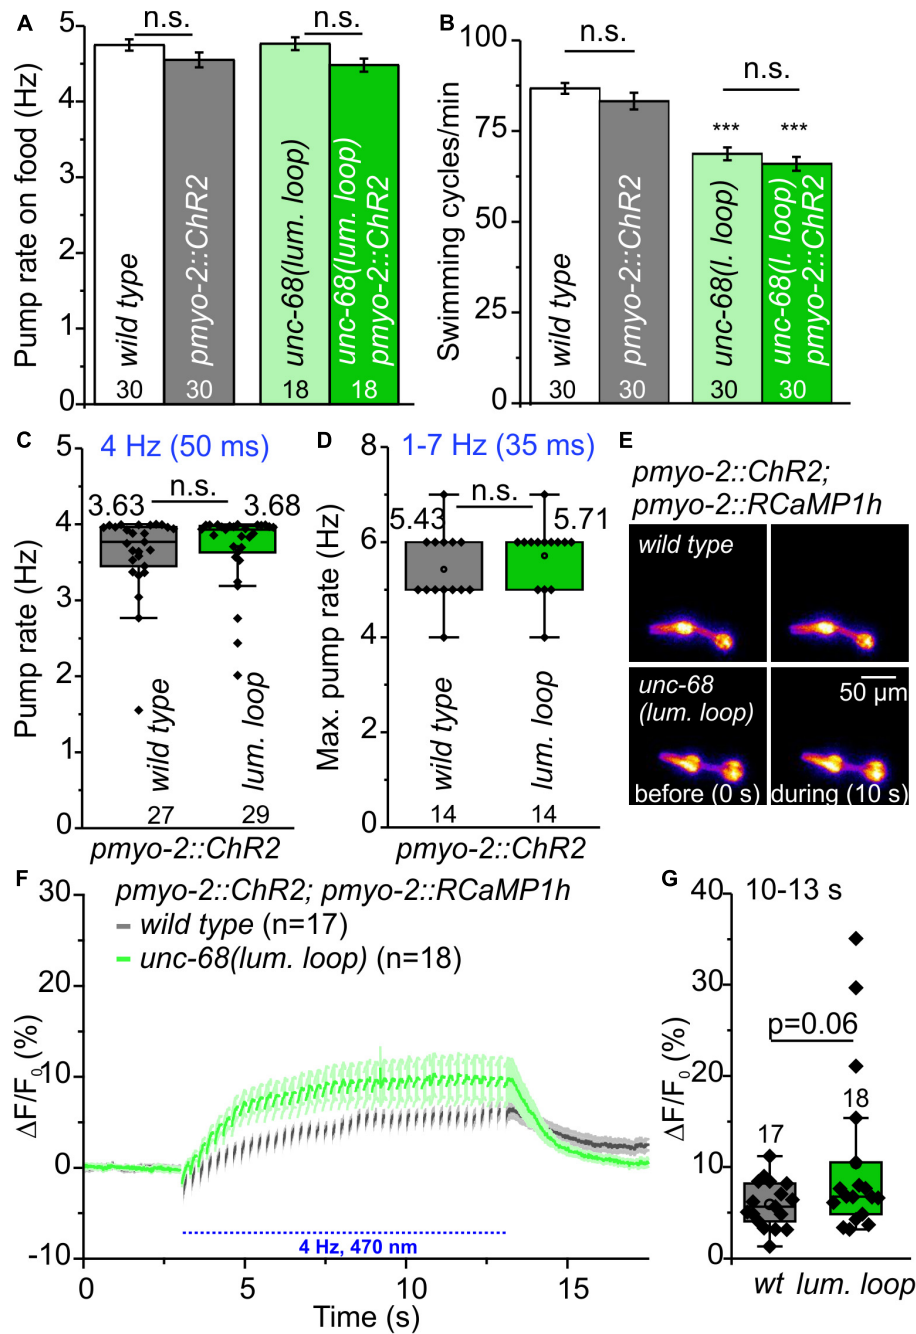 A
Pump rate on food (Hz)
5
4
3
2
1
0
n.s.
n.s.
wild type
30
pmyo-2::ChR2
30
unc-68(lum. loop)
18
unc-68(lum. loop)
pmyo-2::ChR2
18
B
Swimming cycles/min
100
75
50
25
0
n.s.
n.s.
***
***
wild type
30
pmyo-2::ChR2
30
unc-68(l. loop)
30
unc-68(l. loop)
pmyo-2::ChR2
30
C
4 Hz (50 ms)
Pump rate (Hz)
5
4
3
2
1
0
n.s.
3.63
3.68
wild type
lum. loop
27
29
pmyo-2::ChR2
D
1-7 Hz (35 ms)
Max. pump rate (Hz)
8
6
4
2
0
n.s.
5.43
5.71
wild type
lum. loop
14
14
pmyo-2::ChR2
E
pmyo-2::ChR2;
pmyo-2::RCaMP1h
wild type
unc-68
(lum. loop)
50 µm
before (0 s)
during (10 s)
F
pmyo-2::ChR2; pmyo-2::RCaMP1h
wild type (n=17)
unc-68(lum. loop) (n=18)
ΔF/F0 (%)
30
20
10
0
-10
4 Hz, 470 nm
0
5
10
15
Time (s)
G
10-13 s
ΔF/F0 (%)
40
30
20
10
0
p=0.06
17
18
wt
lum. loop